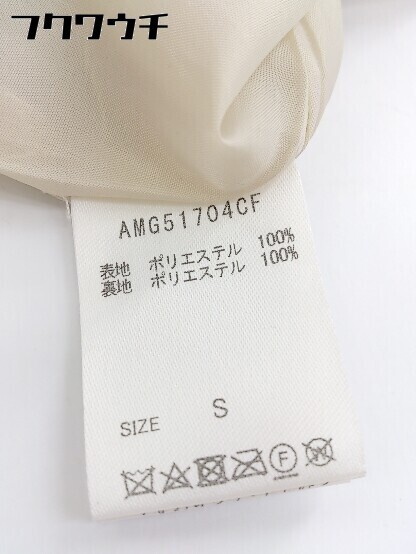 フクワウチ
AMG51704CF
表地 ポリエステル 100%
裏地 ポリエステル 100%
SIZE S
F